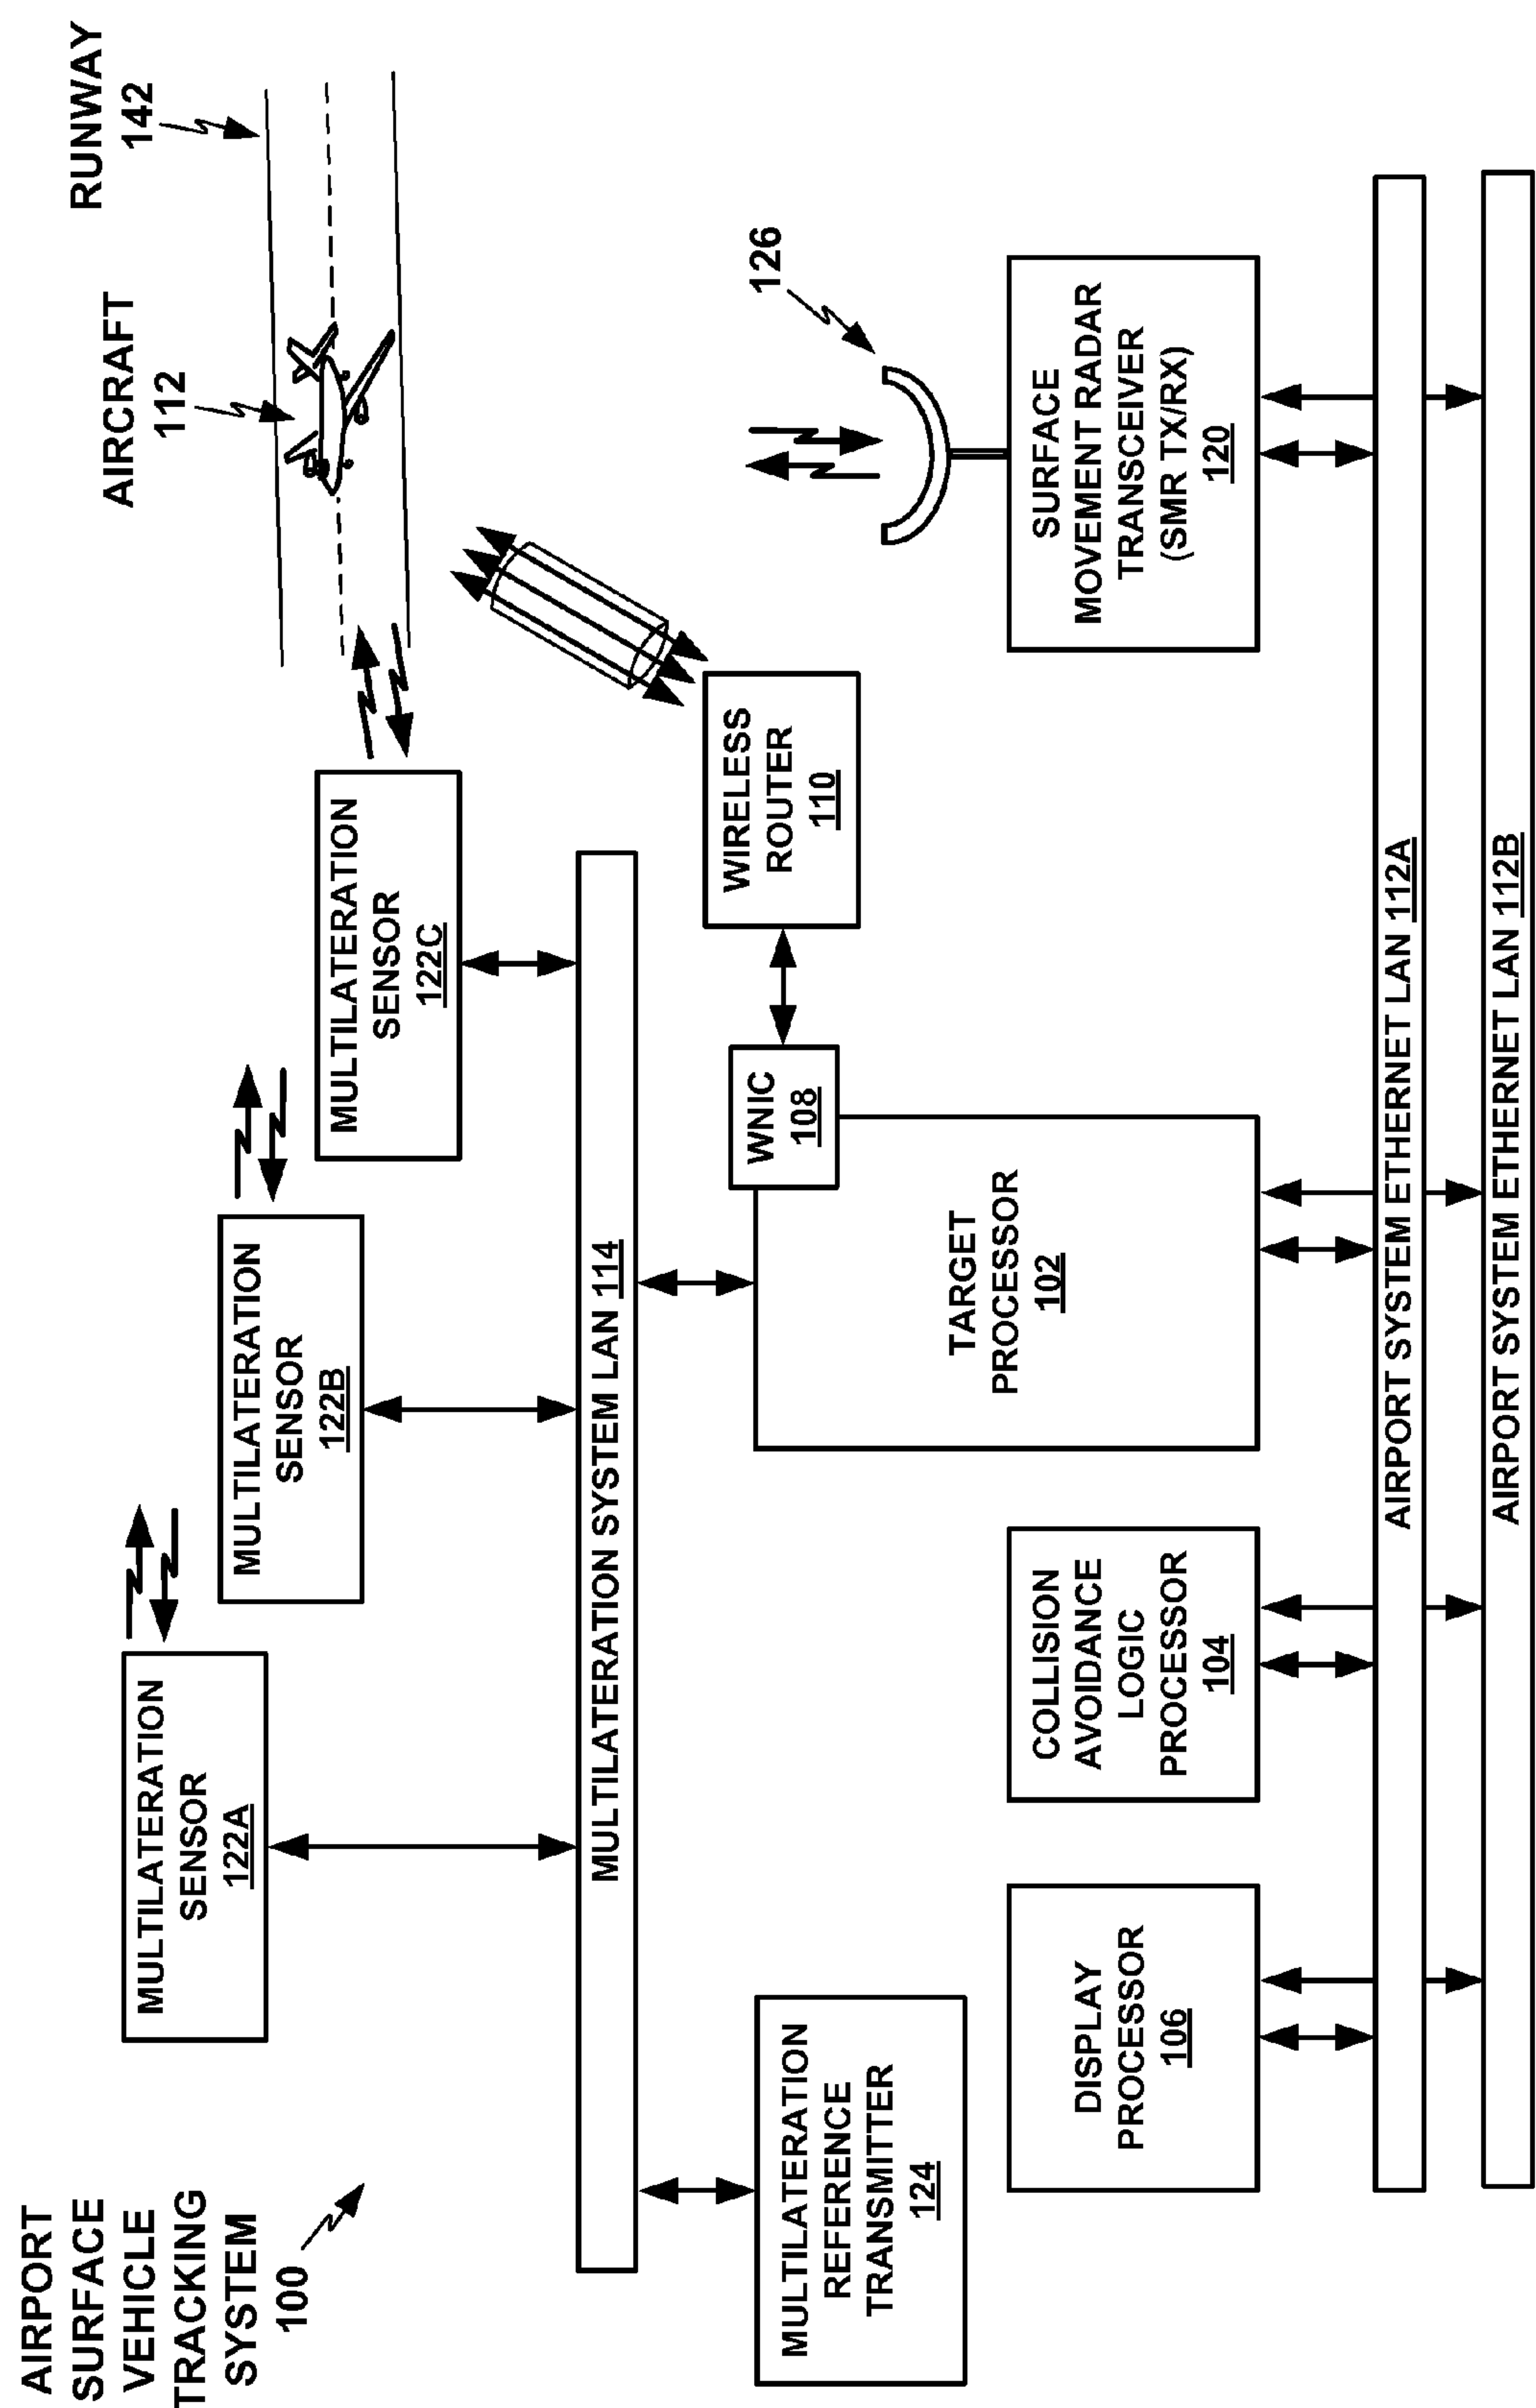 AIRPORT
SURFACE
VEHICLE
TRACKING
SYSTEM
100
AIRCRAFT
112
RUNWAY
142
MULTILATERATION
SENSOR
122A
MULTILATERATION
SENSOR
122B
MULTILATERATION
SENSOR
122C
MULTILATERATION SYSTEM LAN 114
MULTILATERATION
REFERENCE
TRANSMITTER
124
WNIC
108
WIRELESS
ROUTER
110
126
TARGET
PROCESSOR
102
DISPLAY
PROCESSOR
106
COLLISION
AVOIDANCE
LOGIC
PROCESSOR
104
SURFACE
MOVEMENT RADAR
TRANSCEIVER
(SMR TX/RX)
120
AIRPORT SYSTEM ETHERNET LAN 112A
AIRPORT SYSTEM ETHERNET LAN 112B